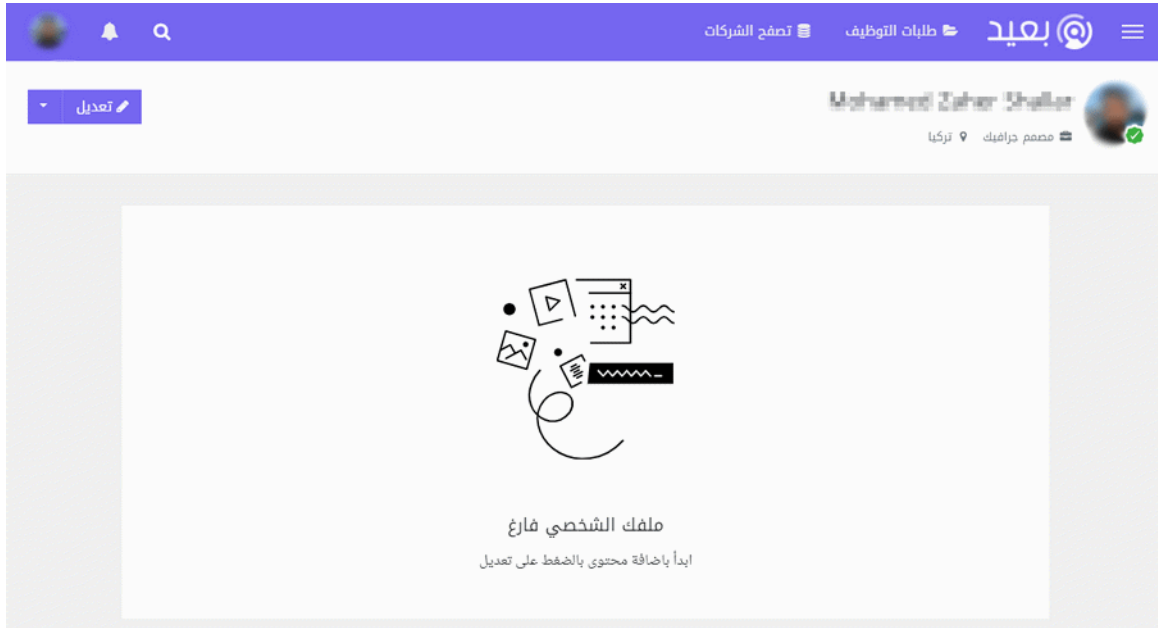 بعيد
طلبات التوظيف
تصفح الشركات
مصمم جرافيك
تركيا
تعديل
ملفك الشخصي فارغ
ابدأ باضافة محتوى بالضغط على تعديل